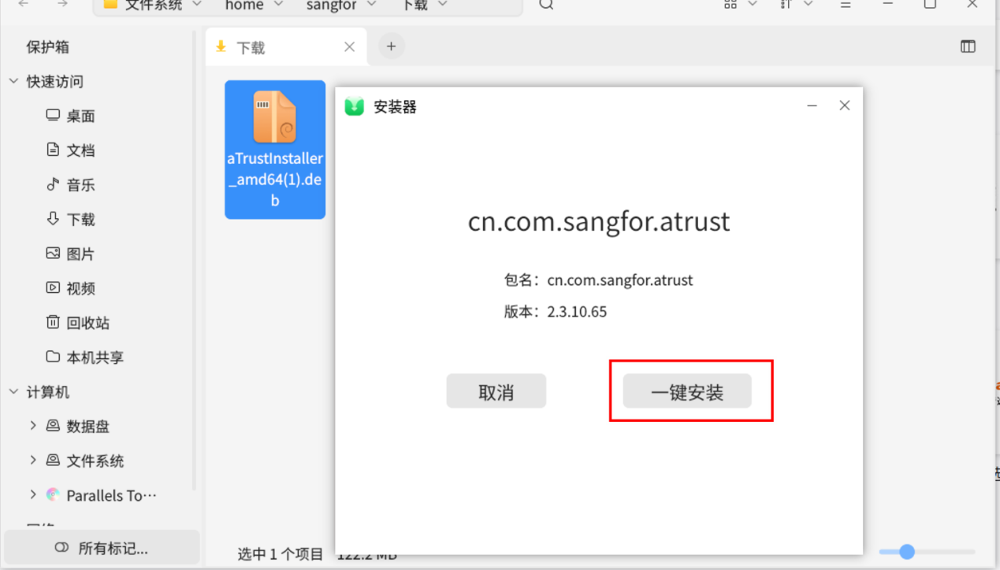 文件系统 home sangfor 下载
保护箱
快速访问
桌面
文档
音乐
下载
图片
视频
回收站
本机共享
计算机
数据盘
文件系统
Parallels To···
所有标记...
下载
aTrustInstaller
_amd64(1).de
b
选中 1 个项目 122.2 MB
安装器
cn.com.sangfor.atrust
包名：cn.com.sangfor.atrust
版本：2.3.10.65
取消
一键安装